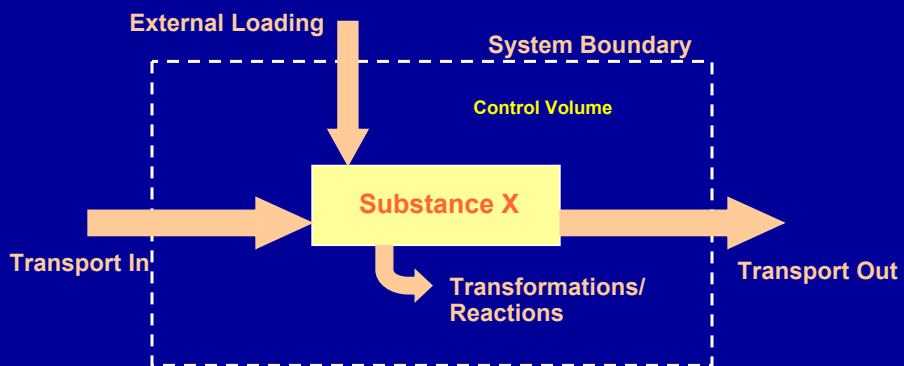 External Loading
System Boundary
Control Volume
Substance X
Transport In
Transport Out
Transformations/
Reactions